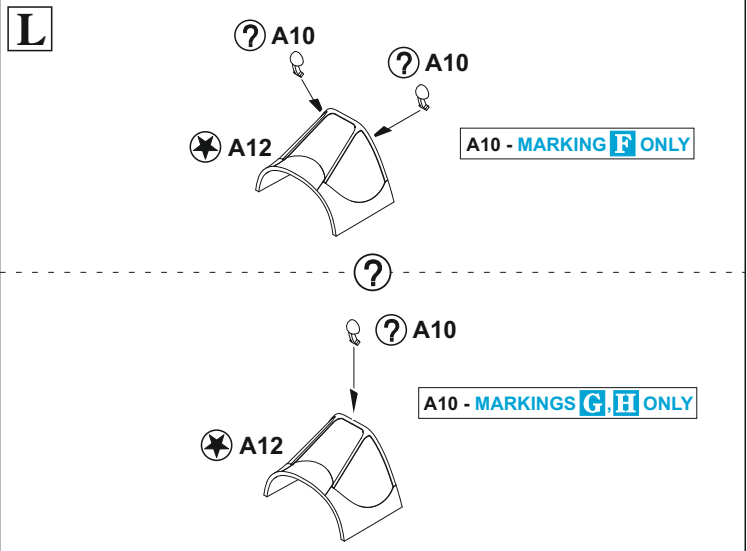 L
? A10
? A10
A12
A10 - MARKING F ONLY
?
? A10
A10 - MARKINGS G, H ONLY
A12